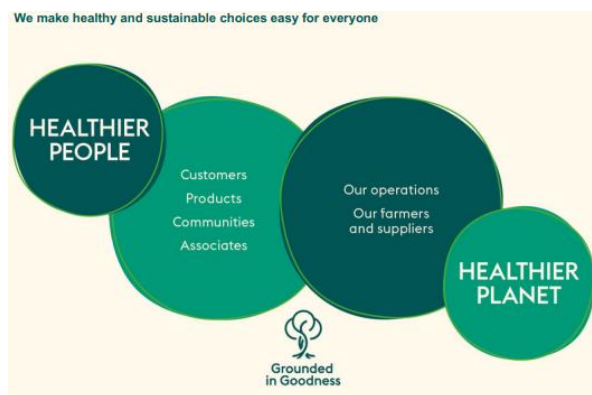 We make healthy and sustainable choices easy for everyone
HEALTHIER
PEOPLE
Customers
Products
Communities
Associates
Our operations
Our farmers
and suppliers
HEALTHIER
PLANET
Grounded
in Goodness